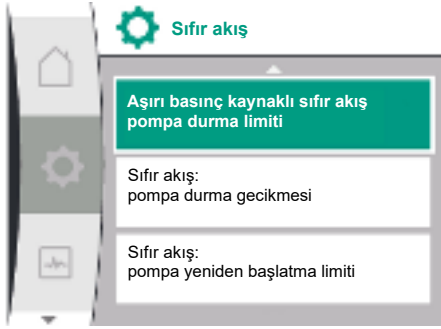 Sıfır akış
Aşırı basınç kaynaklı sıfır akış
pompa durma limiti
Sıfır akış:
pompa durma gecikmesi
Sıfır akış:
pompa yeniden başlatma limiti